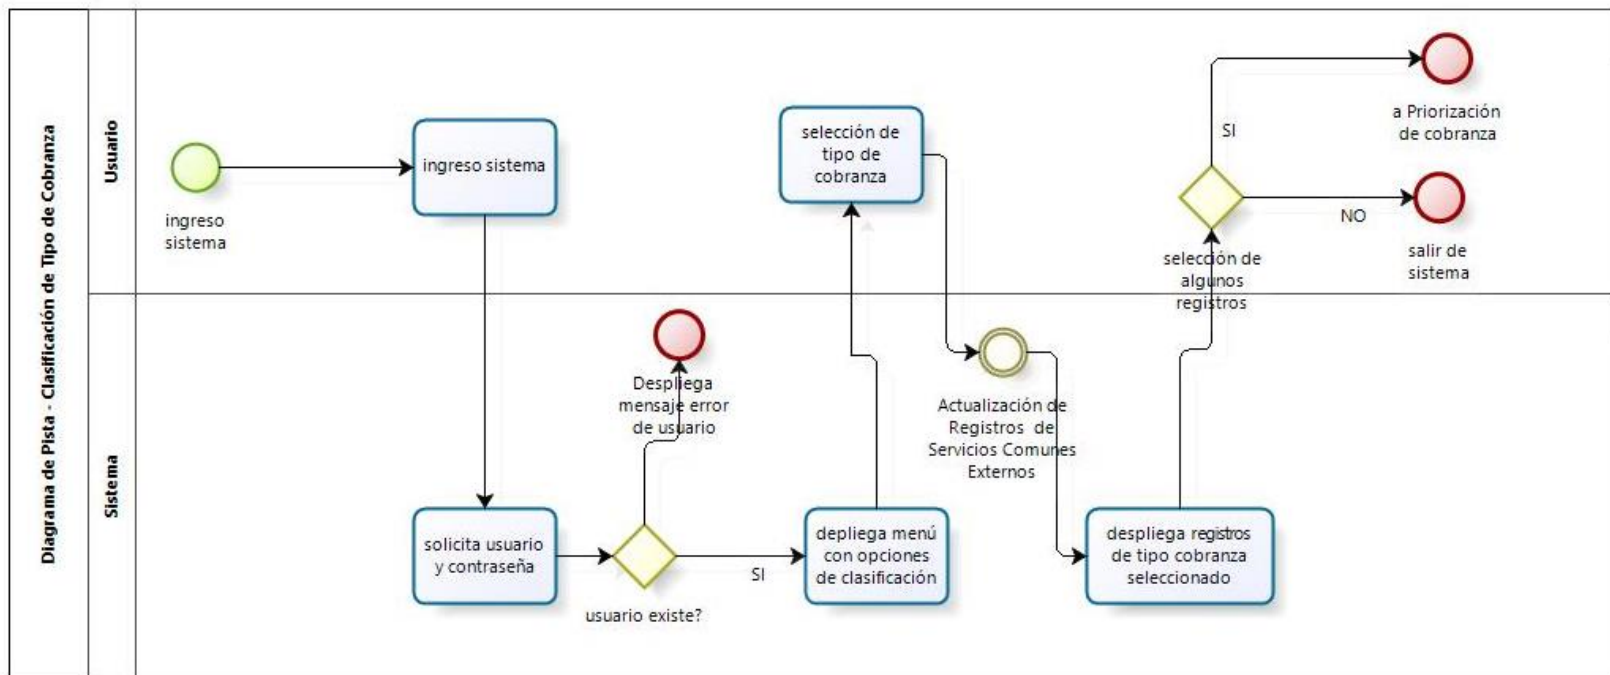 Diagrama de Pista - Clasificación de Tipo de Cobranza
Usuario
ingreso
sistema
ingreso sistema
selección de
tipo de
cobranza
SI
a Priorización
de cobranza
NO
salir de
sistema
selección de
algunos
registros
Sistema
solicita usuario
y contraseña
usuario existe?
Despliega
mensaje error
de usuario
SI
depliega menú
con opciones
de clasificación
Actualización de
Registros de
Servicios Comunes
Externos
despliega registros
de tipo cobranza
seleccionado